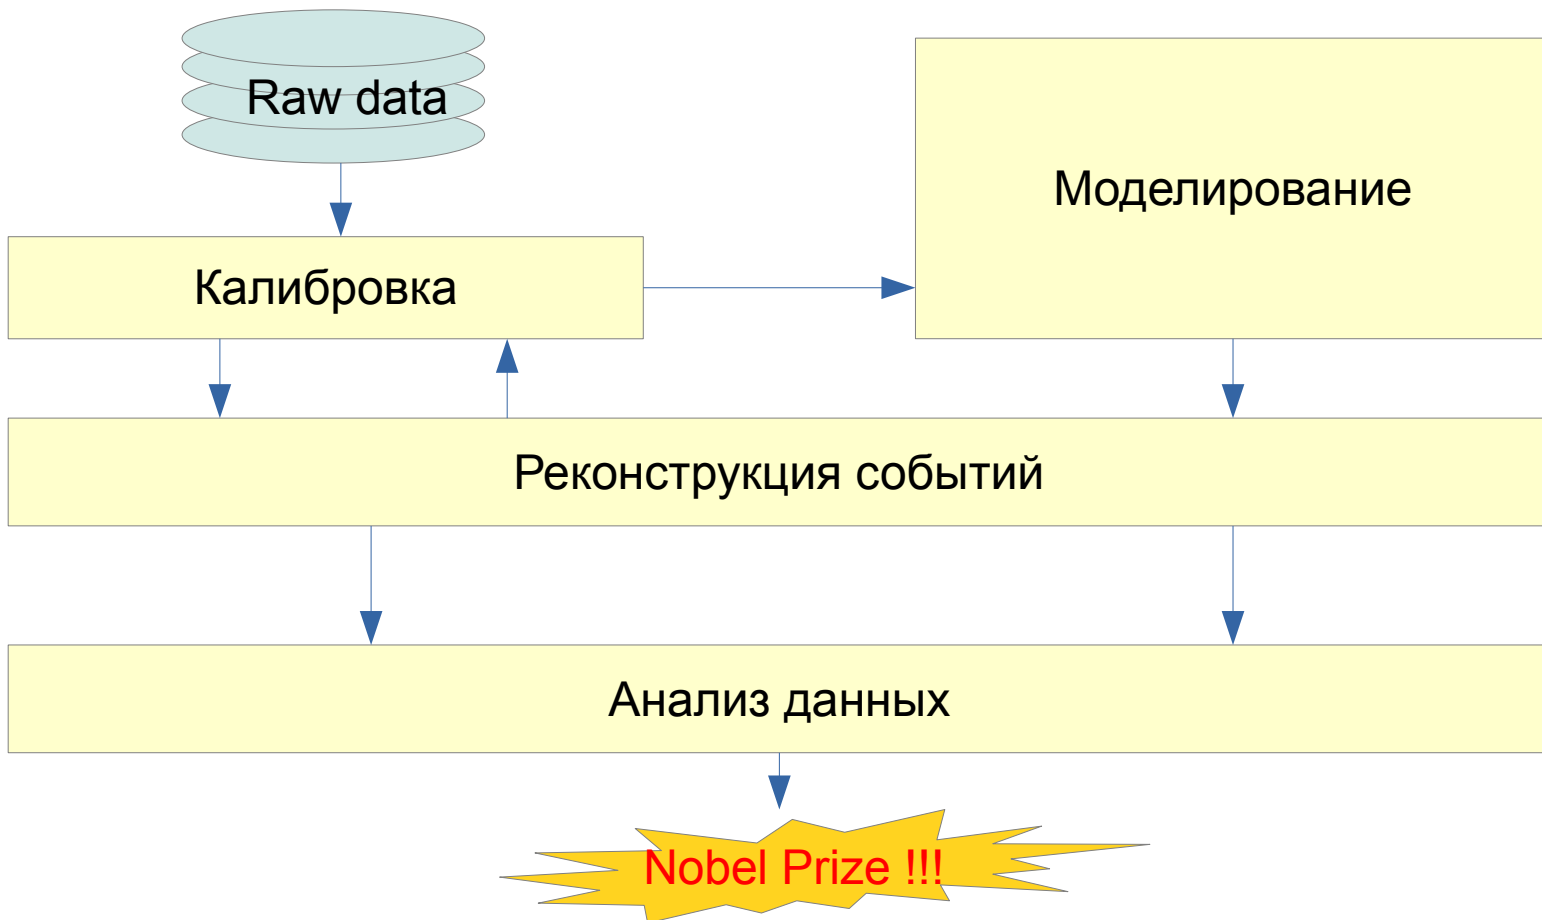 Raw data
Моделирование
Калибровка
Реконструкция событий
Анализ данных
Nobel Prize !!!